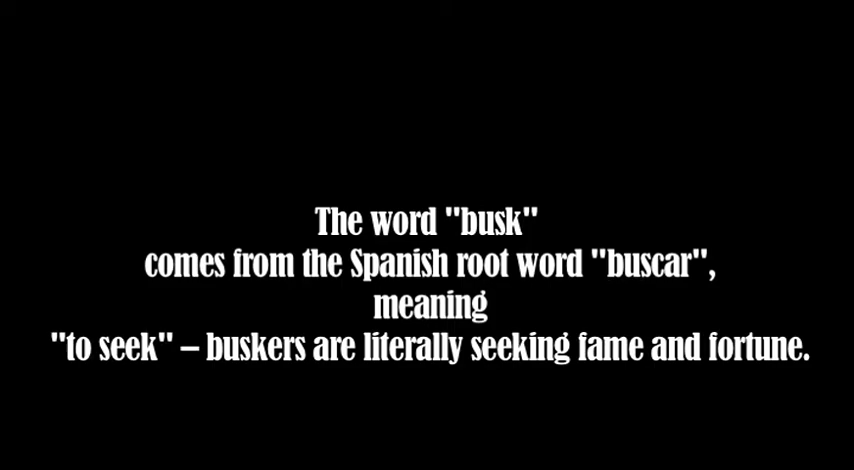 The word "busk"
comes from the Spanish root word "buscar",
meaning
"to seek" – buskers are literally seeking fame and fortune.